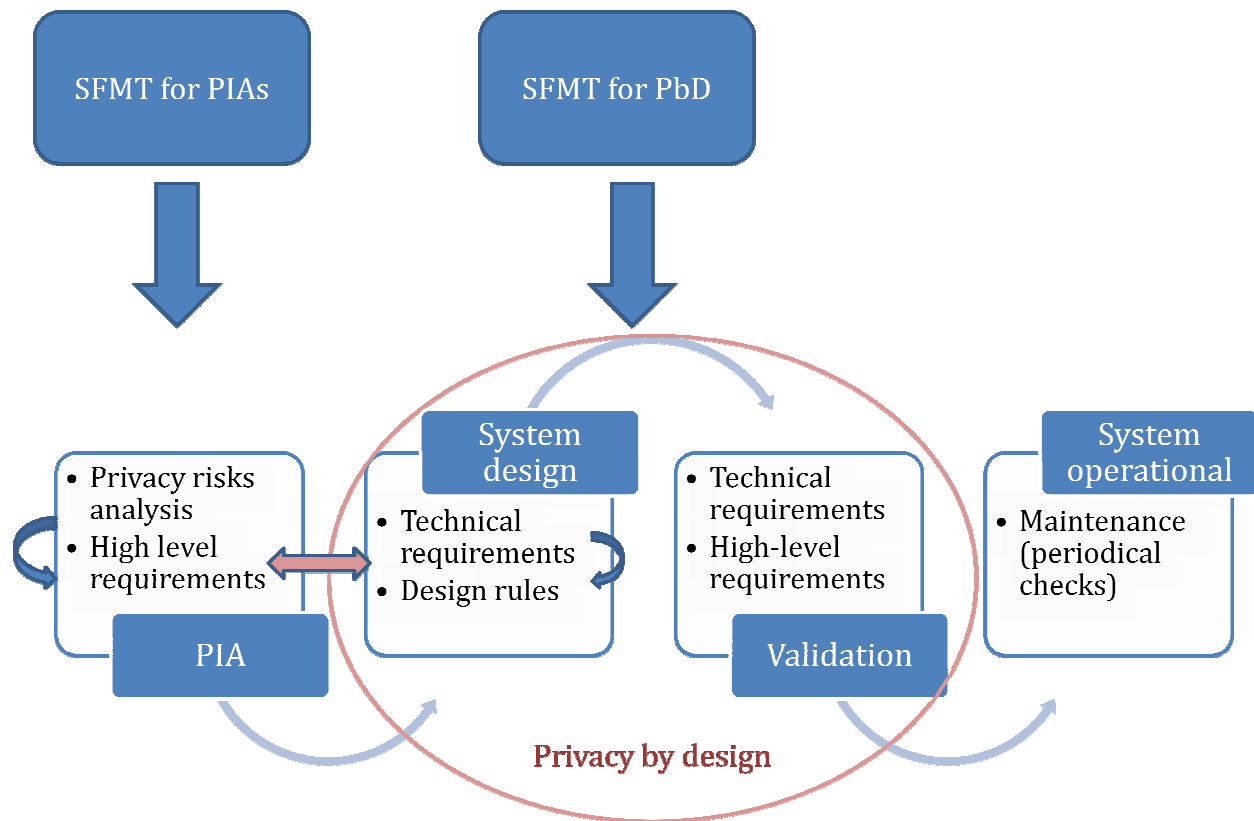 SFMT for PIAs
SFMT for PbD
• Privacy risks
analysis
• High level
requirements
PIA
System
design
• Technical
requirements
• Design rules
• Technical
requirements
• High-level
requirements
Validation
System
operational
• Maintenance
(periodical
checks)
Privacy by design